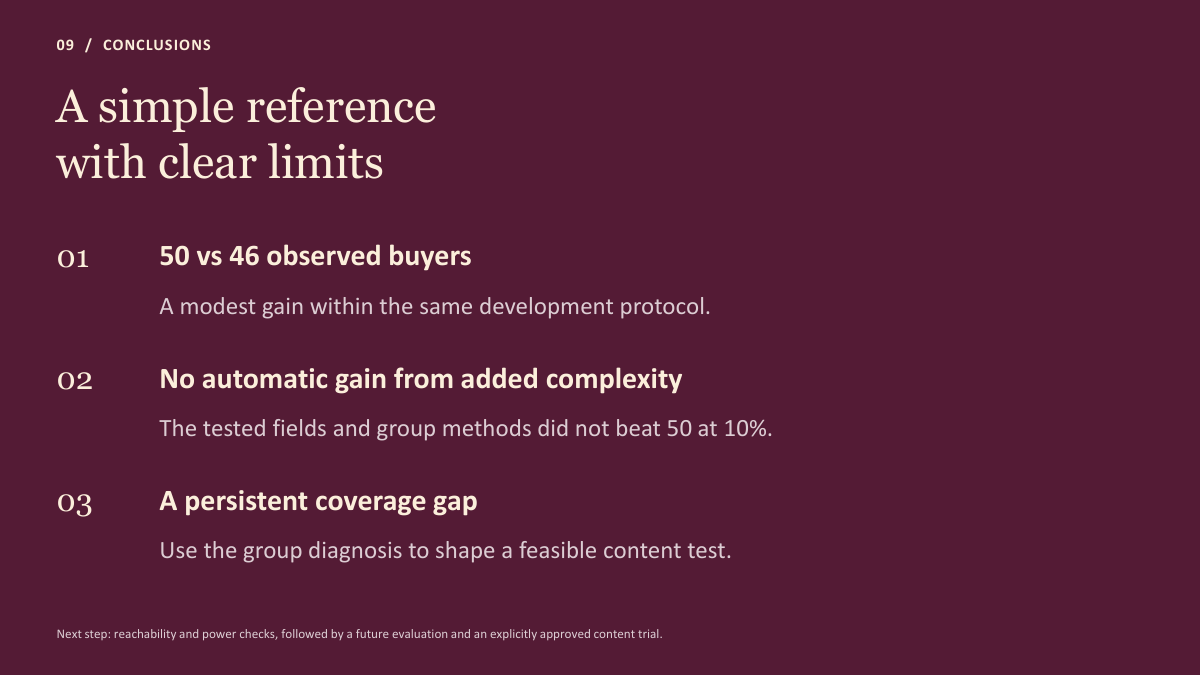 09 / CONCLUSIONS
A simple reference
with clear limits
01
50 vs 46 observed buyers
A modest gain within the same development protocol.
02
No automatic gain from added complexity
The tested fields and group methods did not beat 50 at 10%.
03
A persistent coverage gap
Use the group diagnosis to shape a feasible content test.
Next step: reachability and power checks, followed by a future evaluation and an explicitly approved content trial.